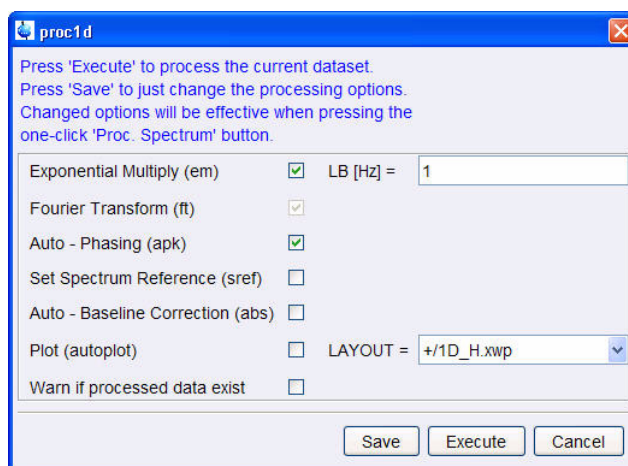 proc1d
Press 'Execute' to process the current dataset.
Press 'Save' to just change the processing options.
Changed options will be effective when pressing the
one-click 'Proc. Spectrum' button.
Exponential Multiply (em) LB [Hz] = 1
Fourier Transform (ft)
Auto - Phasing (apk)
Set Spectrum Reference (sref)
Auto - Baseline Correction (abs)
Plot (autoplot) LAYOUT = +/1D_H.xwp
Warn if processed data exist
Save Execute Cancel